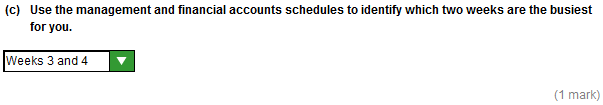 (c) Use the management and financial accounts schedules to identify which two weeks are the busiest
for you.
Weeks 3 and 4
(1 mark)